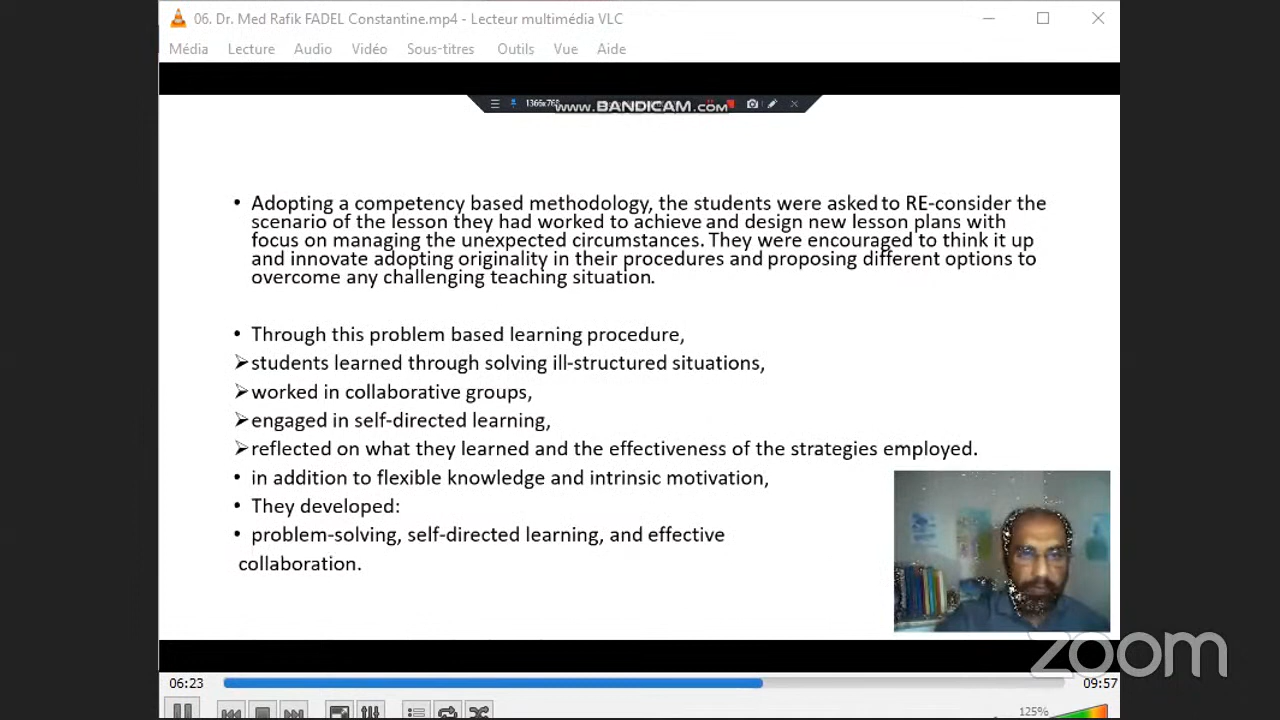 06. Dr. Med Rafik FADEL Constantine.mp4 - Lecteur multimédia VLC
Média Lecture Audio Vidéo Sous-titres Outils Vue Aide
1366x768
www.BANDICAM.COM
• Adopting a competency based methodology, the students were asked to RE-consider the
scenario of the lesson they had worked to achieve and design new lesson plans with
focus on managing the unexpected circumstances. They were encouraged to think it up
and innovate adopting originality in their procedures and proposing different options to
overcome any challenging teaching situation.
• Through this problem based learning procedure,
➢students learned through solving ill-structured situations,
➢worked in collaborative groups,
➢engaged in self-directed learning,
➢reflected on what they learned and the effectiveness of the strategies employed.
• in addition to flexible knowledge and intrinsic motivation,
• They developed:
• problem-solving, self-directed learning, and effective
collaboration.
zoom
06:23 09:57
125%